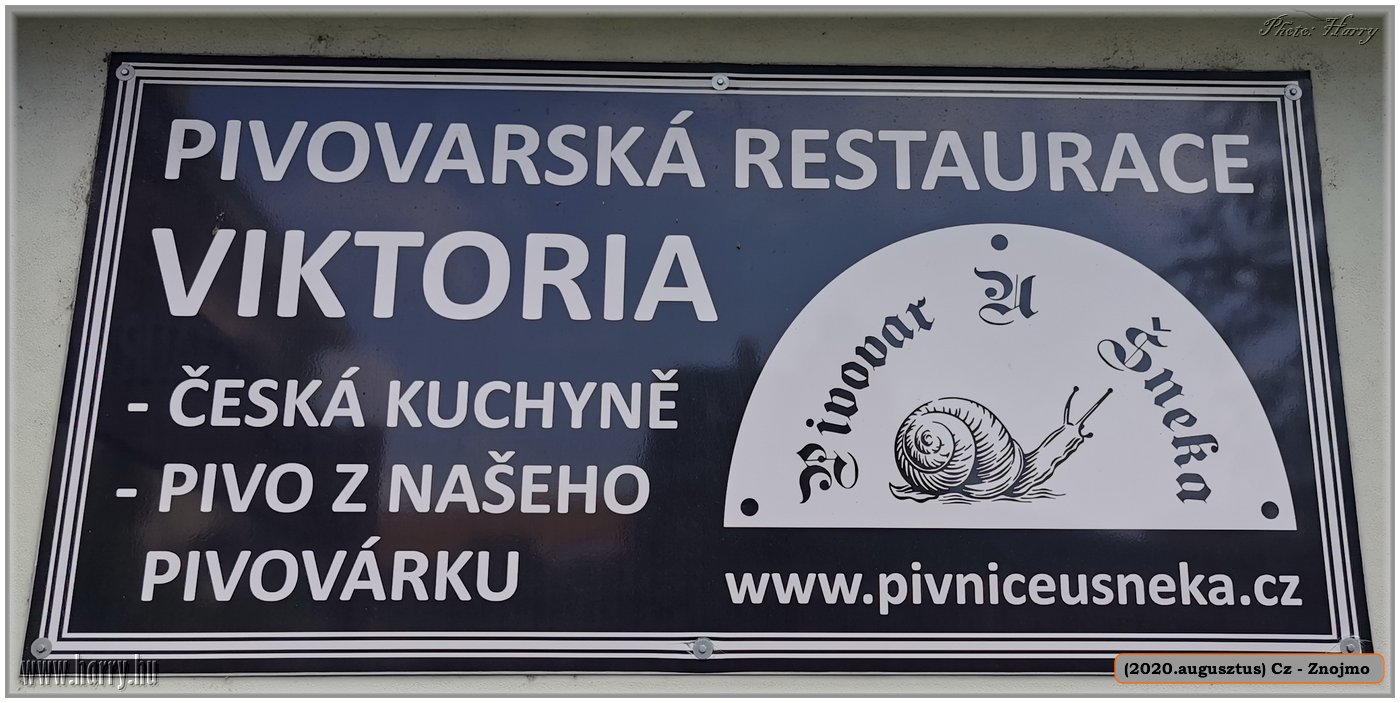 Photo: Harry
PIVOVARSKÁ RESTAURACE
VIKTORIA
- ČESKÁ KUCHYNĚ
- PIVO Z NAŠEHO
PIVOVÁRKU
Pivovar U Šneka
www.pivniceusneka.cz
www.harry.hu
(2020.augusztus) Cz - Znojmo